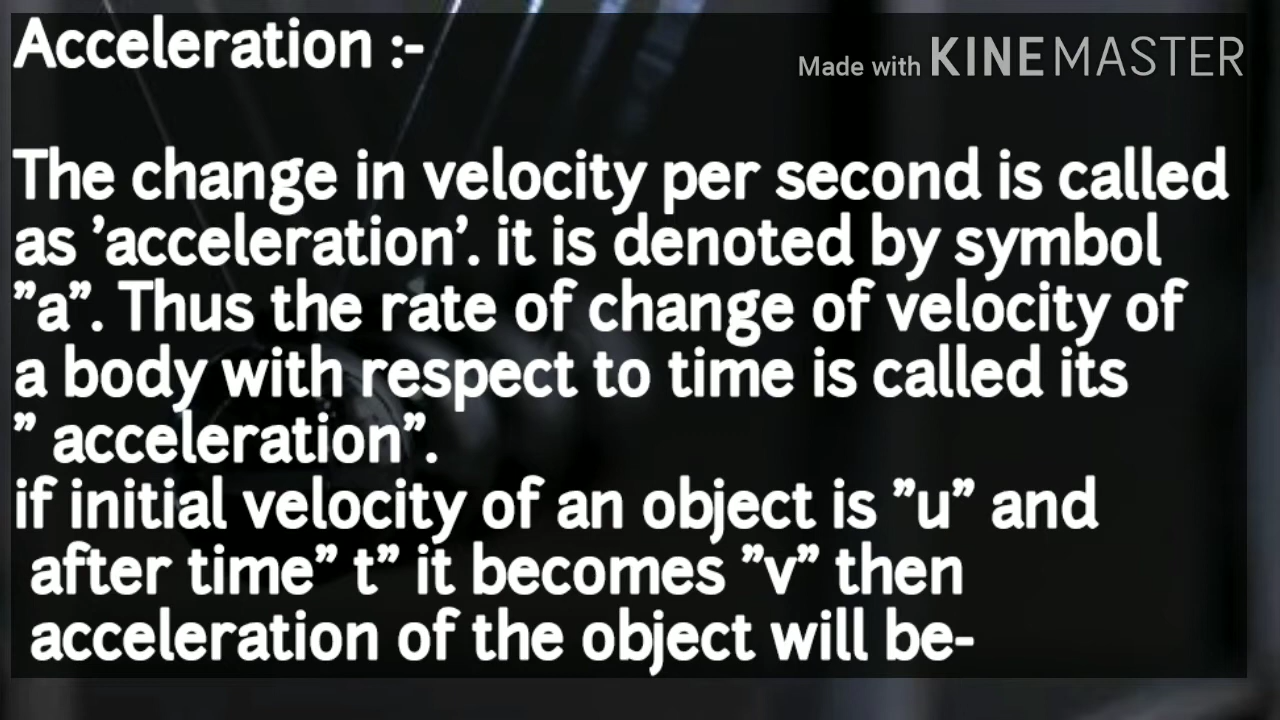 Acceleration :-
Made with KINEMASTER
The change in velocity per second is called
as ’acceleration’. it is denoted by symbol
”a”. Thus the rate of change of velocity of
a body with respect to time is called its
” acceleration”.
if initial velocity of an object is ”u” and
after time” t” it becomes ”v” then
acceleration of the object will be-